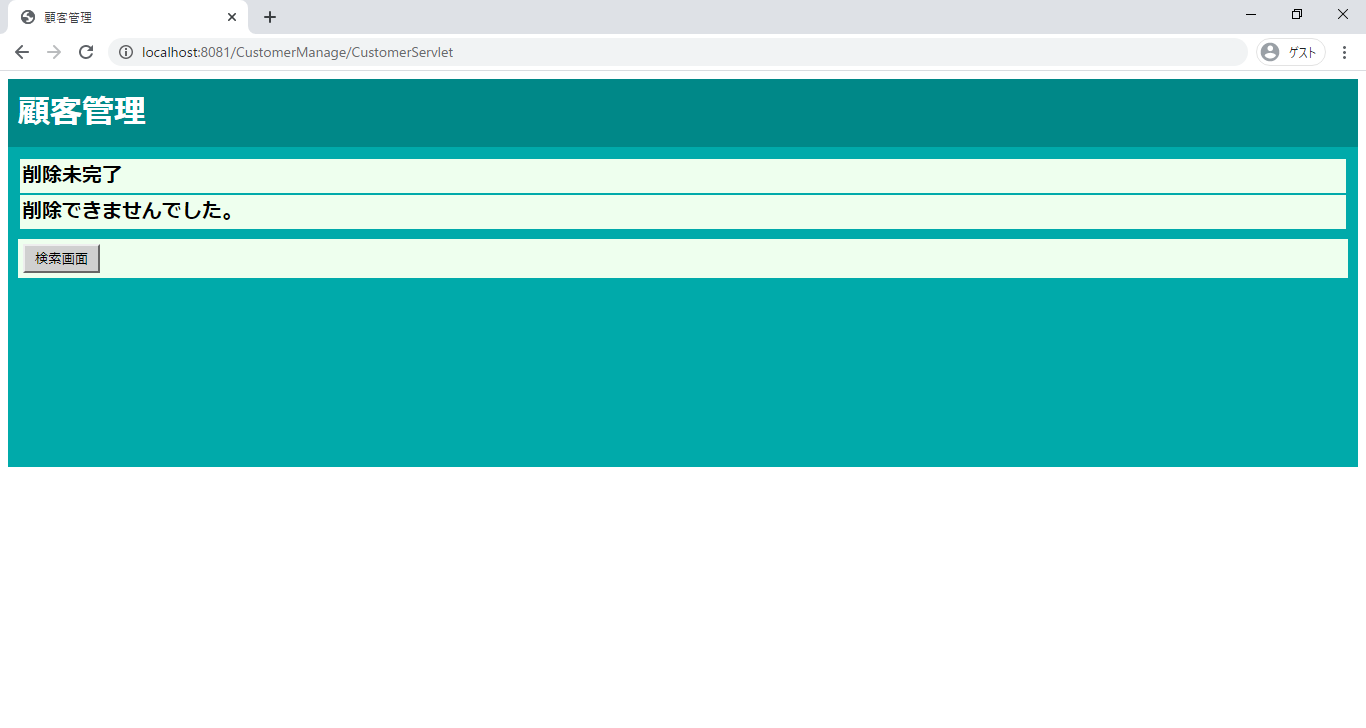 顧客管理
localhost:8081/CustomerManage/CustomerServlet
ゲスト
顧客管理
削除未完了
削除できませんでした。
検索画面